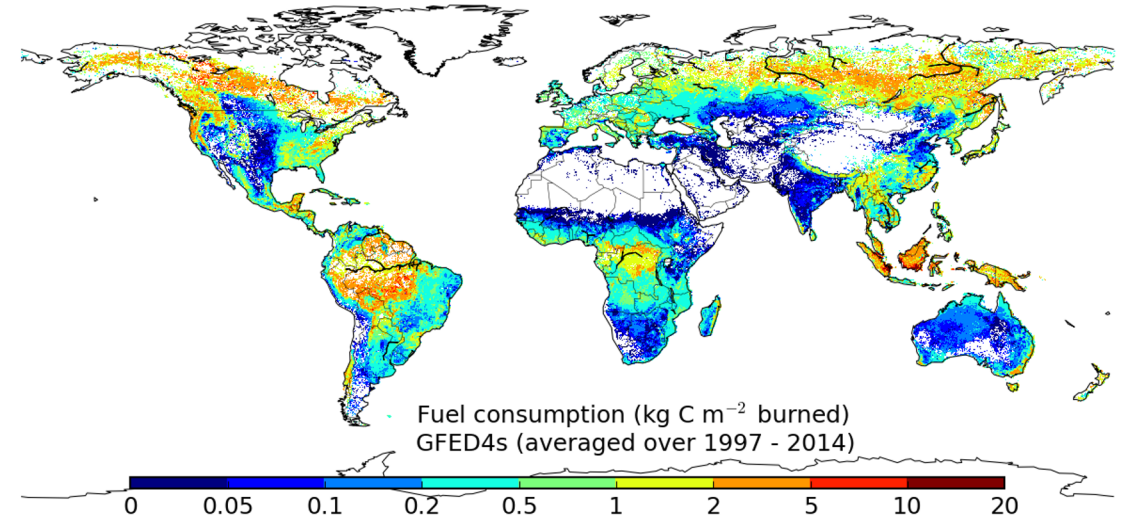 Fuel consumption (kg C m⁻² burned)
GFED4s (averaged over 1997 - 2014)
0 0.05 0.1 0.2 0.5 1 2 5 10 20